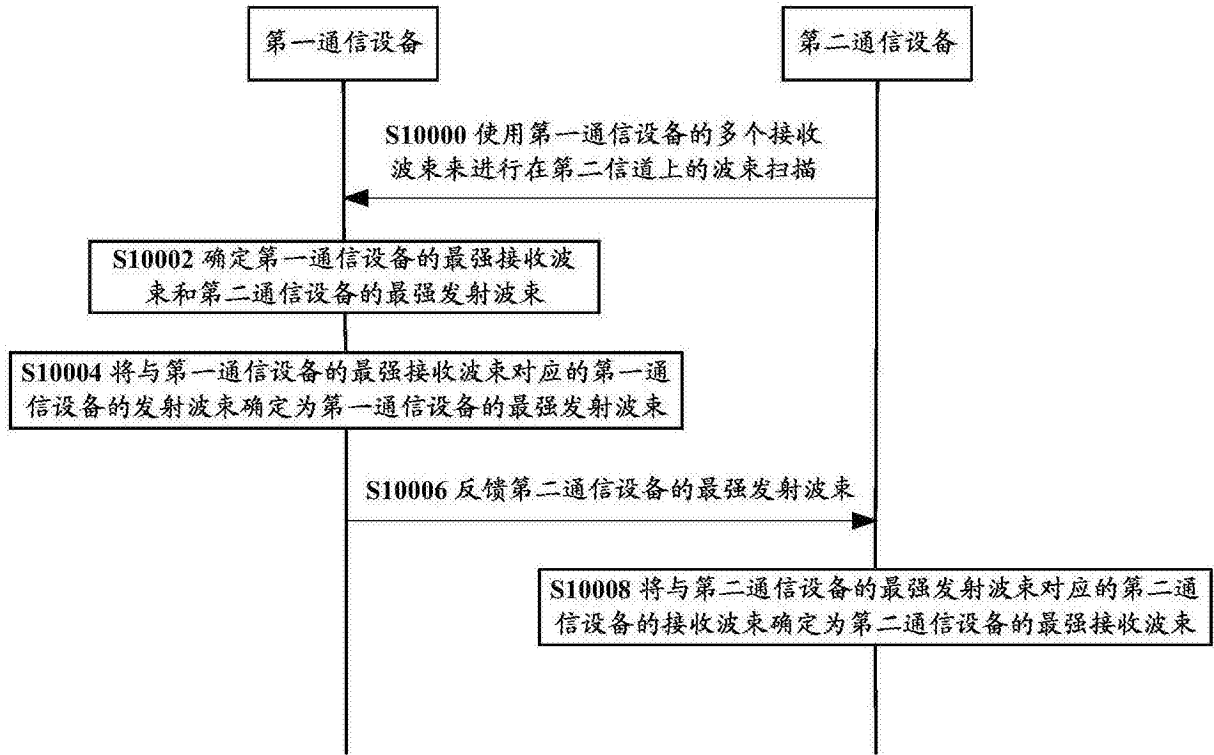 第一通信设备
第二通信设备
S10000 使用第一通信设备的多个接收
波束来进行在第二信道上的波束扫描
S10002 确定第一通信设备的最强接收波
束和第二通信设备的最强发射波束
S10004 将与第一通信设备的最强接收波束对应的第一通
信设备的发射波束确定为第一通信设备的最强发射波束
S10006 反馈第二通信设备的最强发射波束
S10008 将与第二通信设备的最强发射波束对应的第二通
信设备的接收波束确定为第二通信设备的最强接收波束